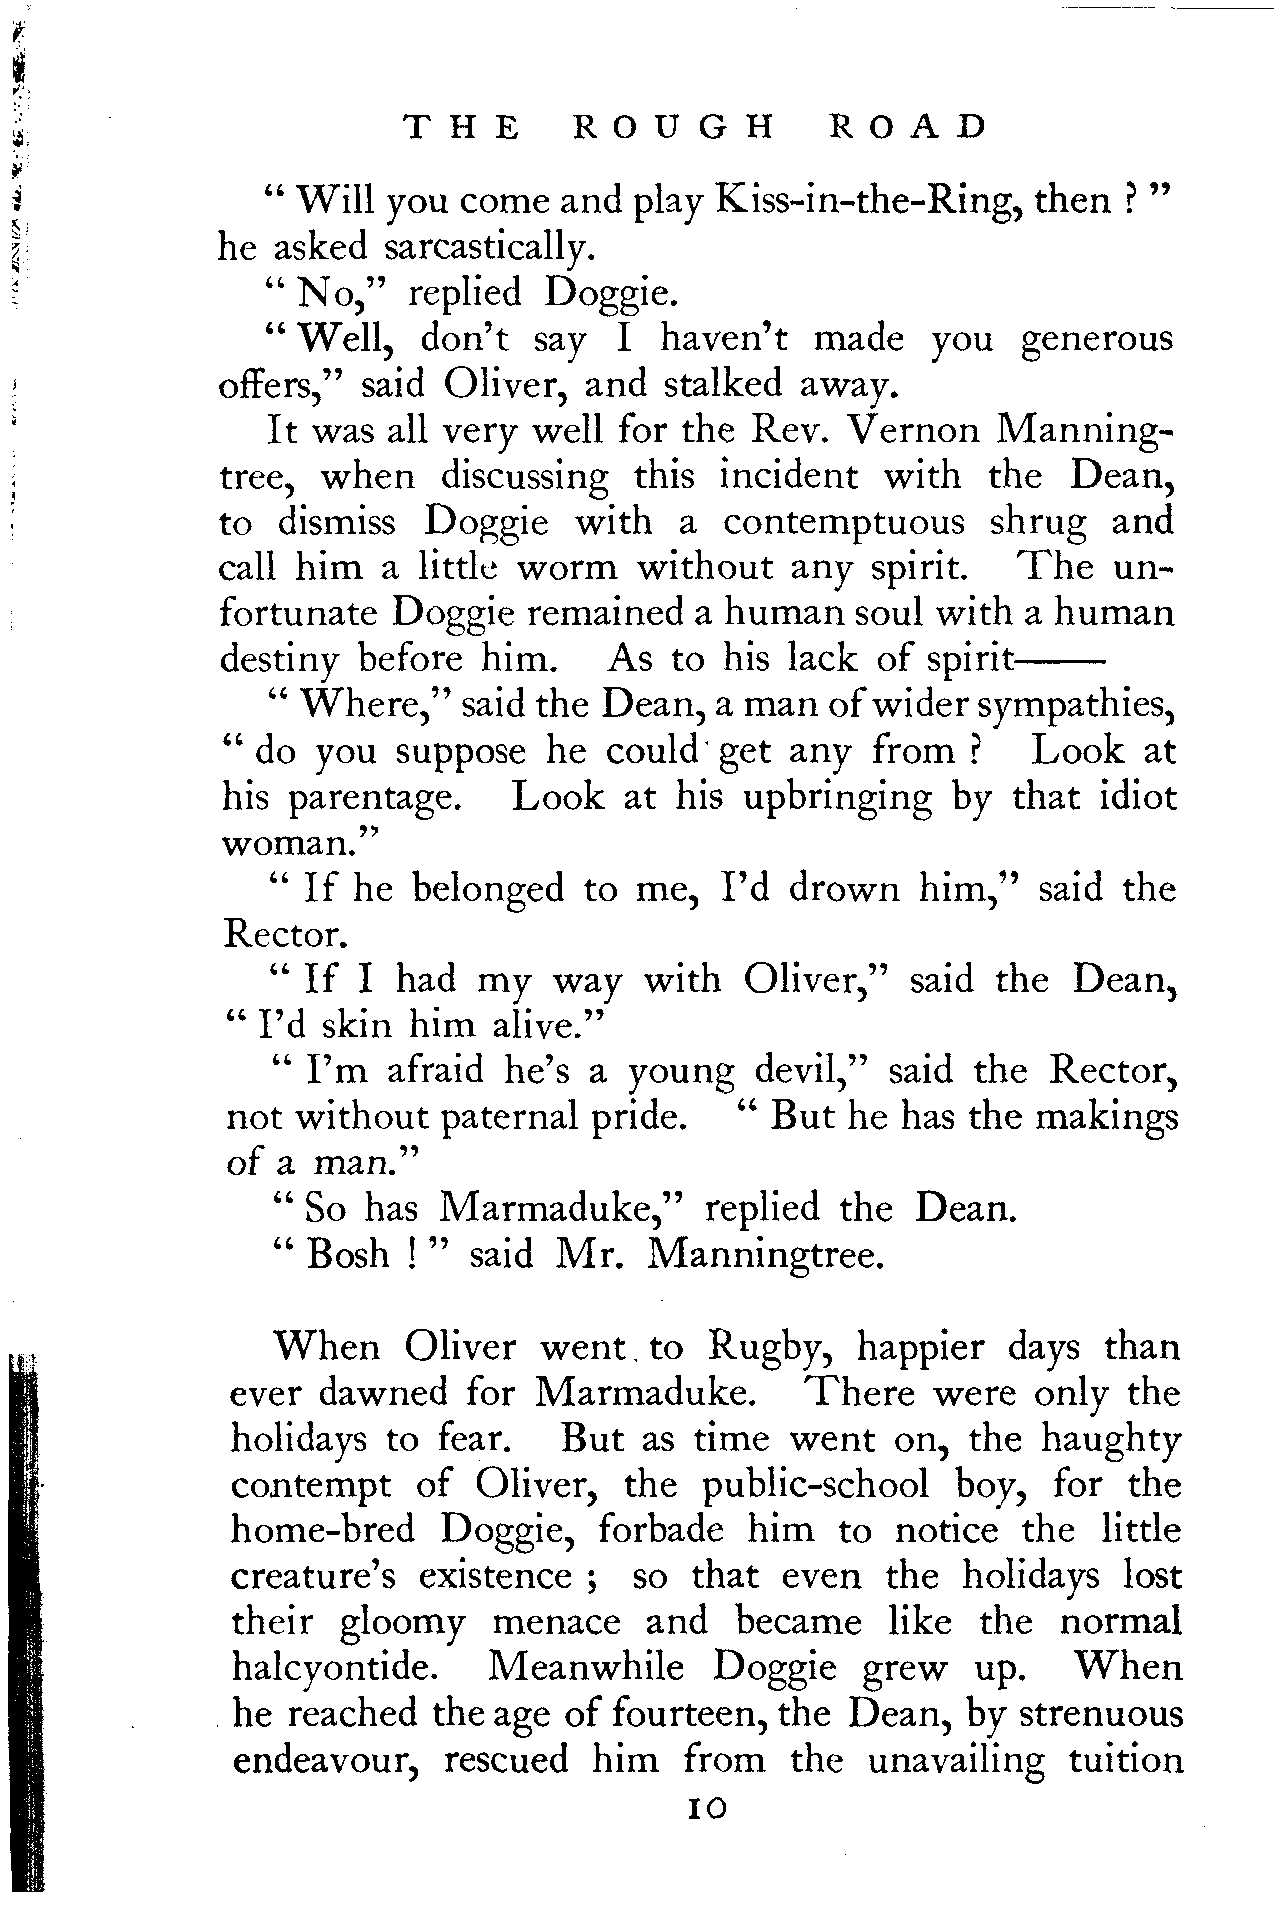 THE ROUGH ROAD
“ Will you come and play Kiss-in-the-Ring, then ? ”
he asked sarcastically.
“ No,” replied Doggie.
“ Well, don’t say I haven’t made you generous
offers,” said Oliver, and stalked away.
It was all very well for the Rev. Vernon Manning-
tree, when discussing this incident with the Dean,
to dismiss Doggie with a contemptuous shrug and
call him a little worm without any spirit. The un-
fortunate Doggie remained a human soul with a human
destiny before him. As to his lack of spirit——
“ Where,” said the Dean, a man of wider sympathies,
“ do you suppose he could get any from ? Look at
his parentage. Look at his upbringing by that idiot
woman.”
“ If he belonged to me, I’d drown him,” said the
Rector.
“ If I had my way with Oliver,” said the Dean,
“ I’d skin him alive.”
“ I’m afraid he’s a young devil,” said the Rector,
not without paternal pride. “ But he has the makings
of a man.”
“ So has Marmaduke,” replied the Dean.
“ Bosh ! ” said Mr. Manningtree.
When Oliver went to Rugby, happier days than
ever dawned for Marmaduke. There were only the
holidays to fear. But as time went on, the haughty
contempt of Oliver, the public-school boy, for the
home-bred Doggie, forbade him to notice the little
creature’s existence ; so that even the holidays lost
their gloomy menace and became like the normal
halcyontide. Meanwhile Doggie grew up. When
he reached the age of fourteen, the Dean, by strenuous
endeavour, rescued him from the unavailing tuition
10